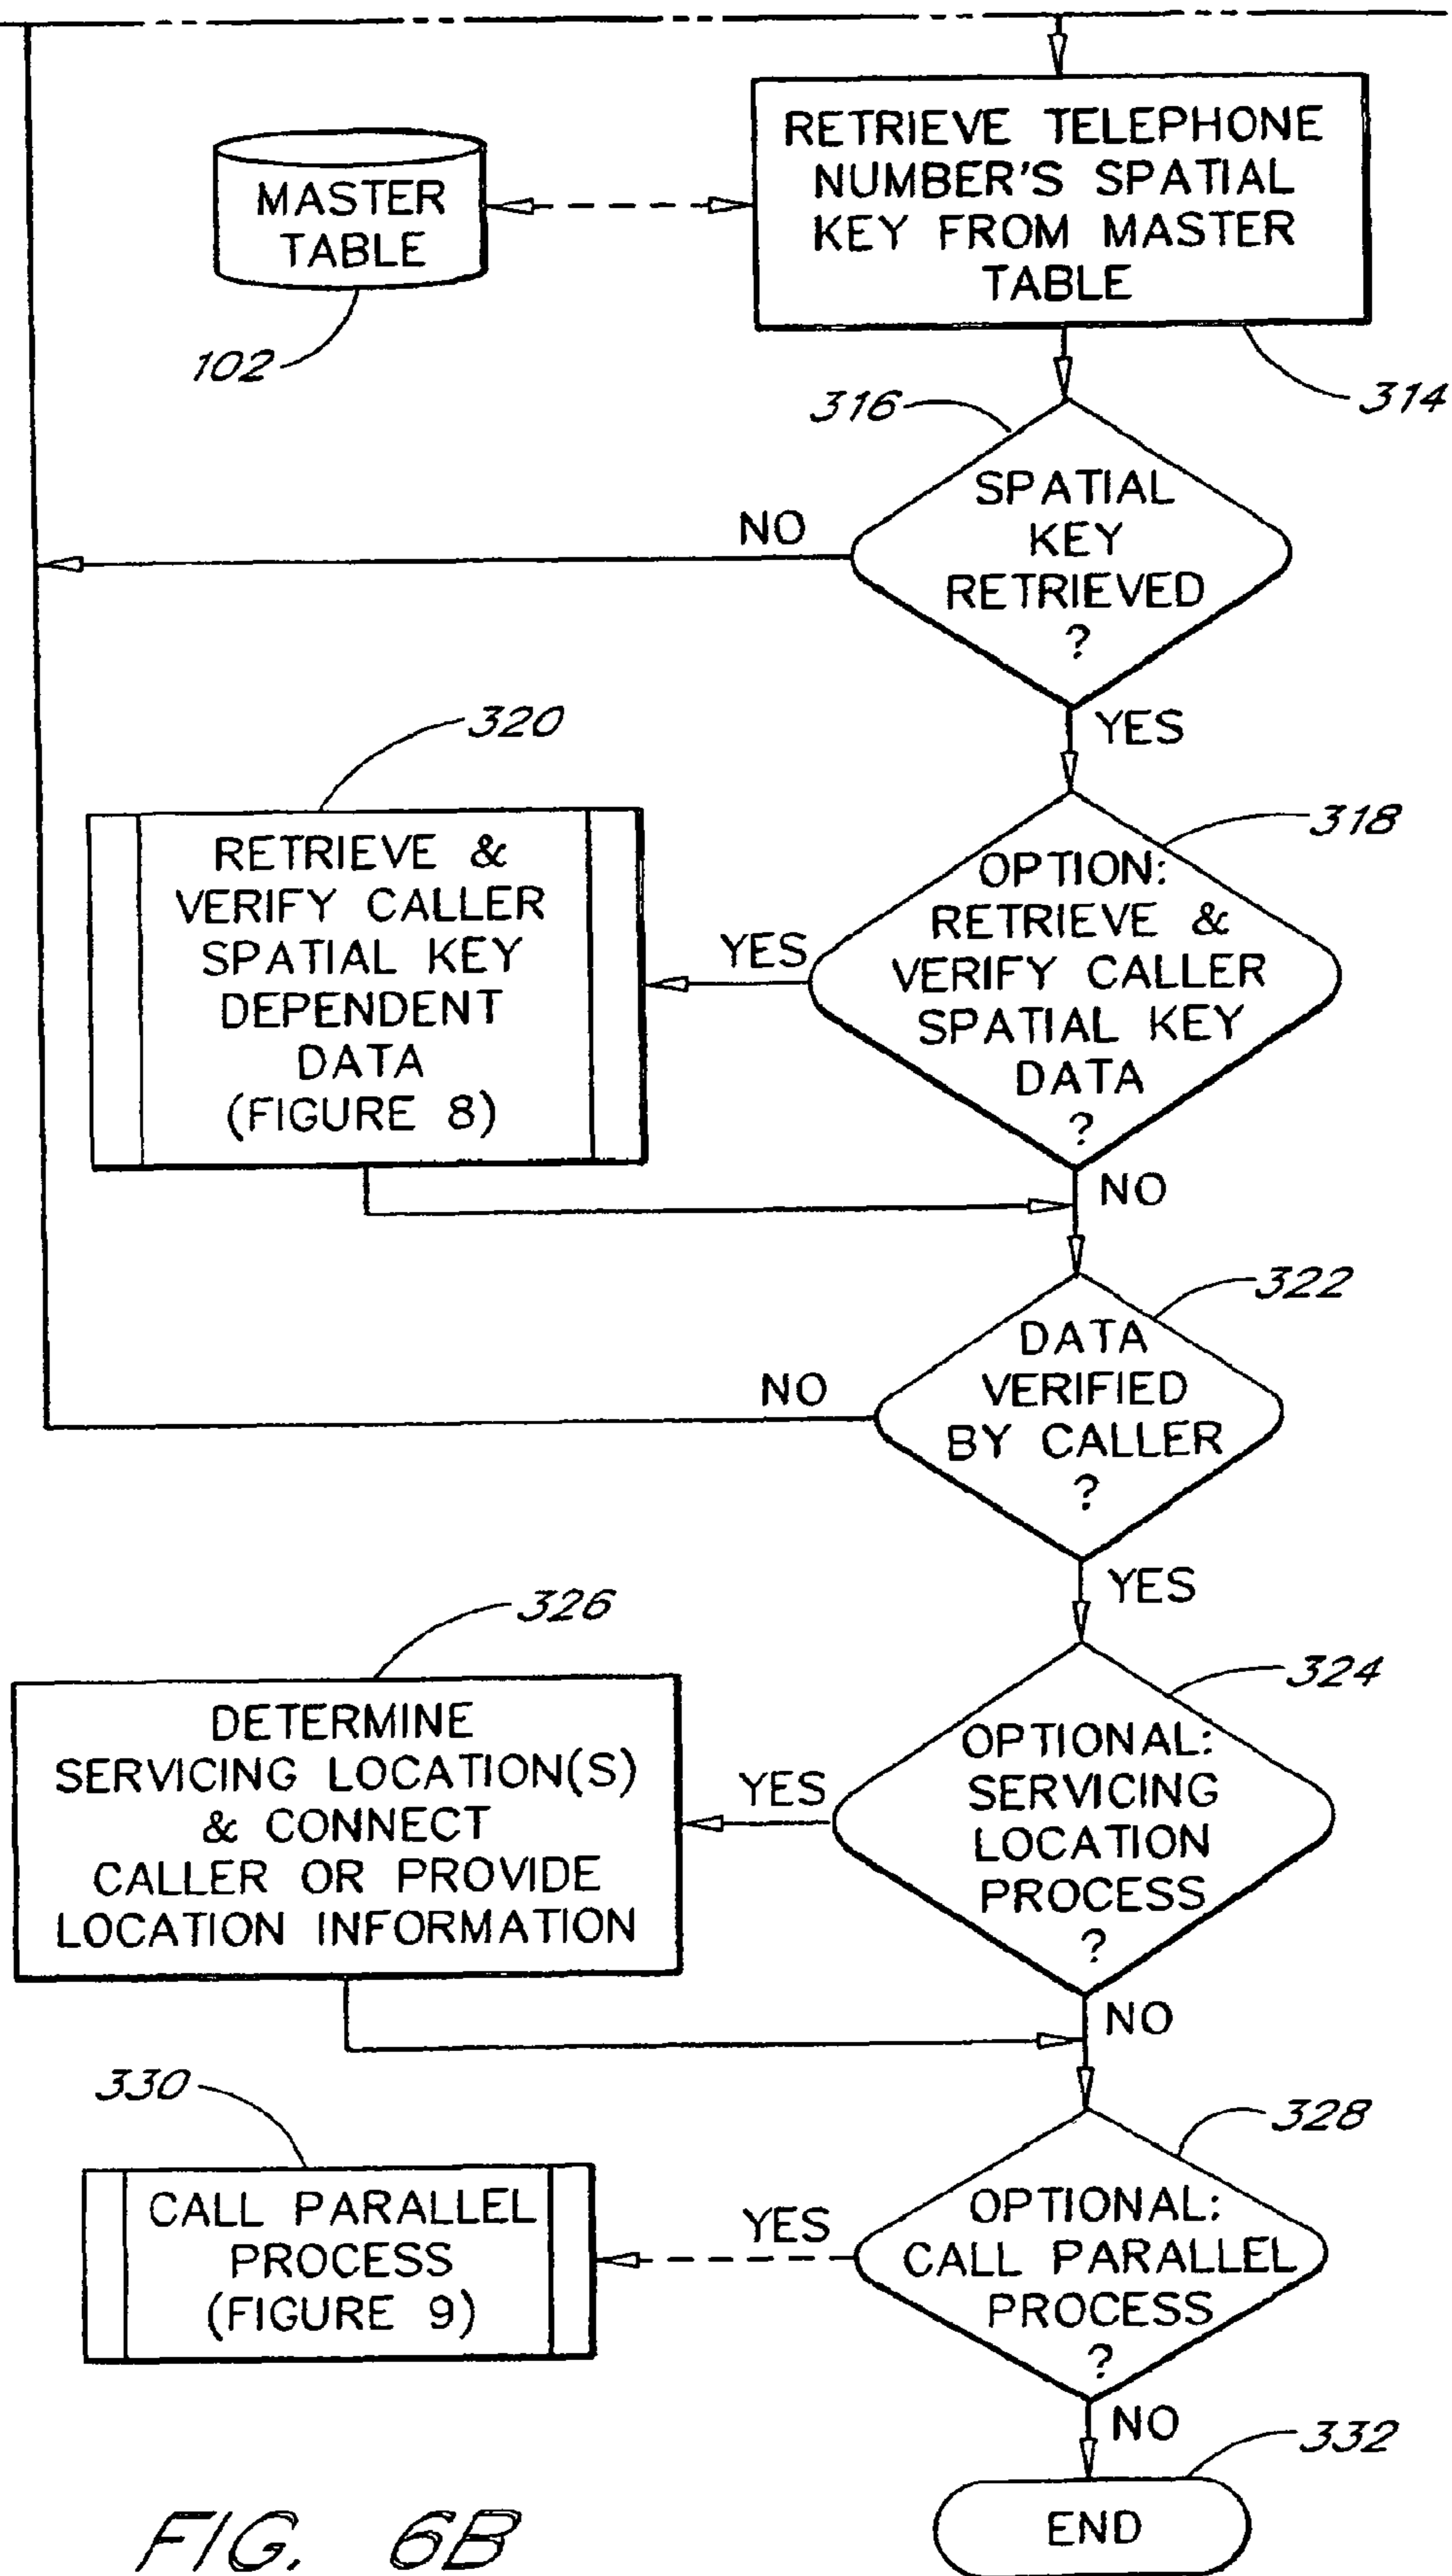 RETRIEVE TELEPHONE
NUMBER'S SPATIAL
KEY FROM MASTER
TABLE
MASTER
TABLE
102
314
316
SPATIAL
KEY
RETRIEVED
?
NO
YES
320
318
RETRIEVE &
VERIFY CALLER
SPATIAL KEY
DEPENDENT
DATA
(FIGURE 8)
YES
OPTION:
RETRIEVE &
VERIFY CALLER
SPATIAL KEY
DATA
?
NO
322
DATA
VERIFIED
BY CALLER
?
NO
YES
326
324
DETERMINE
SERVICING LOCATION(S)
& CONNECT
CALLER OR PROVIDE
LOCATION INFORMATION
YES
OPTIONAL:
SERVICING
LOCATION
PROCESS
?
NO
330
328
CALL PARALLEL
PROCESS
(FIGURE 9)
YES
OPTIONAL:
CALL PARALLEL
PROCESS
?
NO
332
END
FIG. 6B